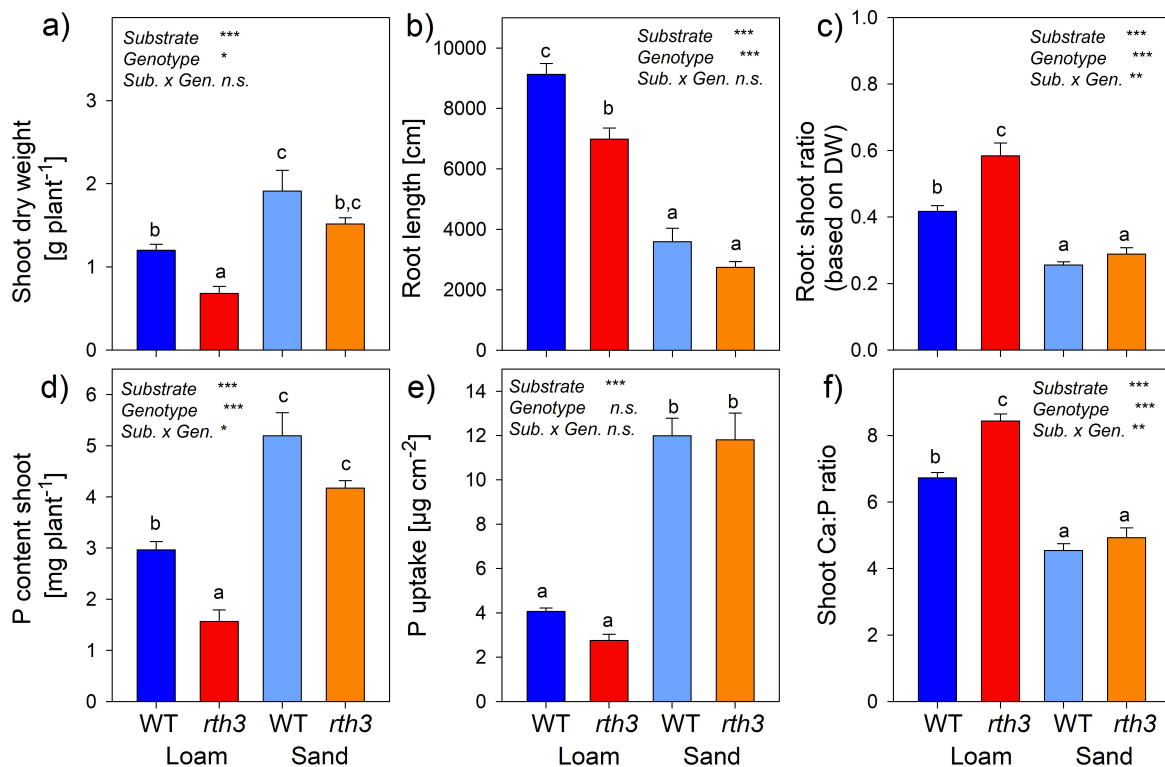 a)
Substrate ***
Genotype *
Sub. x Gen. n.s.
Shoot dry weight
[g plant⁻¹]
3
2
1
0
b
a
c
b,c
b)
Substrate ***
Genotype ***
Sub. x Gen. n.s.
Root length [cm]
10000
8000
6000
4000
2000
0
c
b
a
a
c)
Substrate ***
Genotype ***
Sub. x Gen. **
Root: shoot ratio
(based on DW)
1.0
0.8
0.6
0.4
0.2
0.0
b
c
a
a
d)
Substrate ***
Genotype ***
Sub. x Gen. *
P content shoot
[mg plant⁻¹]
6
5
4
3
2
1
0
b
a
c
c
WT rth3 WT rth3
Loam Sand
e)
Substrate ***
Genotype n.s.
Sub. x Gen. n.s.
P uptake [µg cm⁻²]
14
12
10
8
6
4
2
0
a
a
b
b
WT rth3 WT rth3
Loam Sand
f)
Substrate ***
Genotype ***
Sub. x Gen. **
Shoot Ca:P ratio
8
6
4
2
0
b
c
a
a
WT rth3 WT rth3
Loam Sand